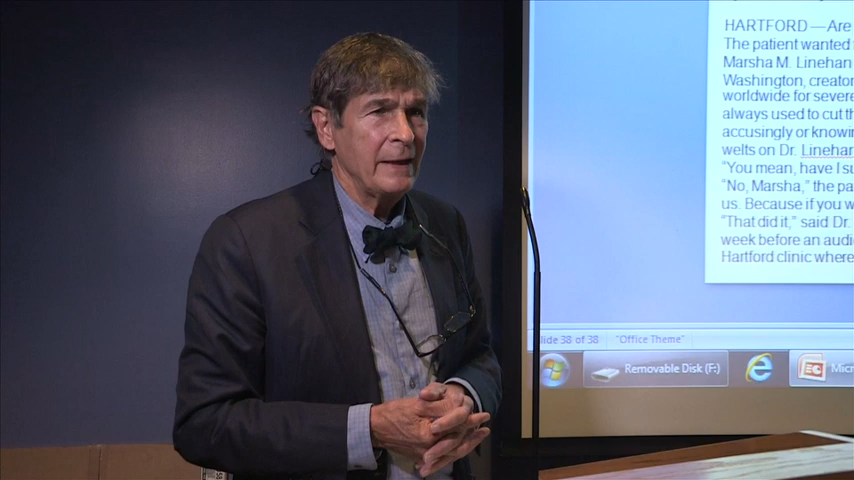 HARTFORD — Are
The patient wanted
Marsha M. Linehan
Washington, creator
worldwide for severe
always used to cut th
accusingly or knowin
welts on Dr. Linehan
"You mean, have I su
"No, Marsha," the pa
us. Because if you w
"That did it," said Dr.
week before an audi
Hartford clinic where
lide 38 of 38 "Office Theme"
Removable Disk (F:) Micr